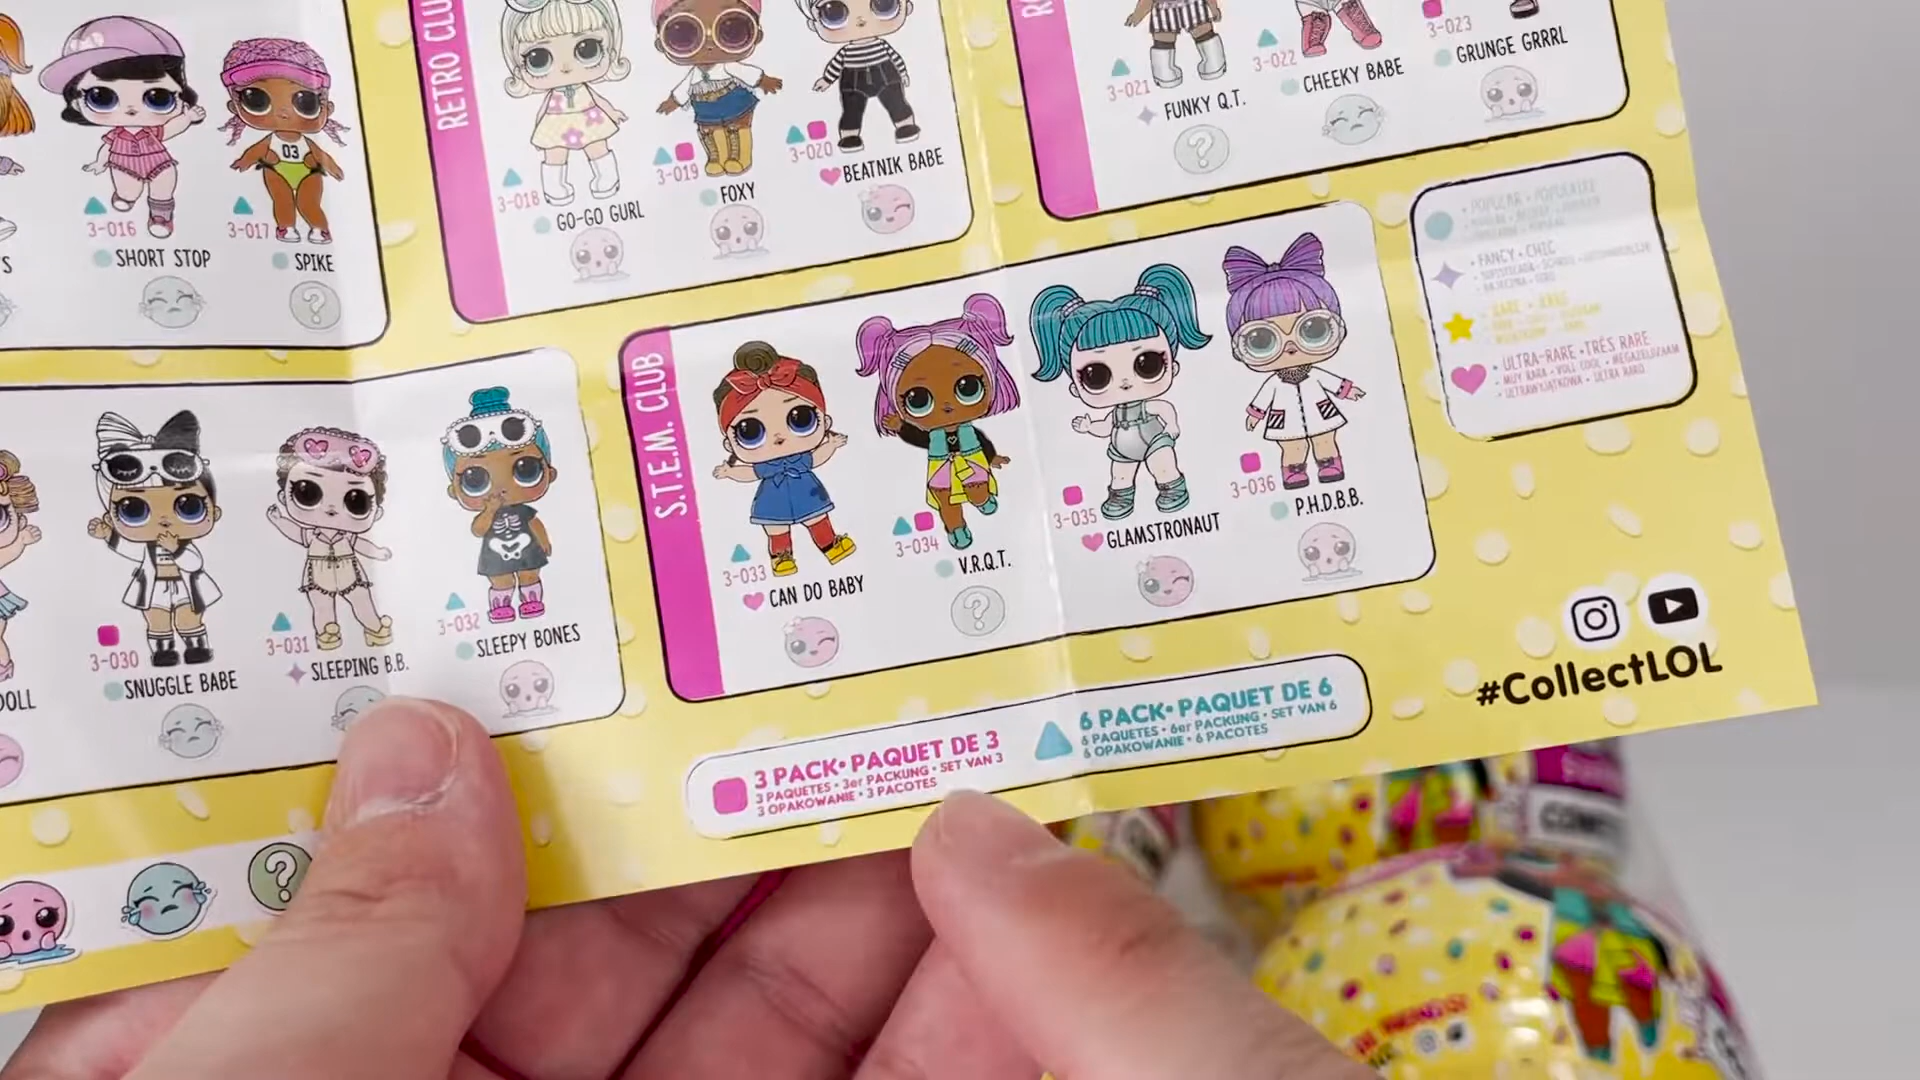 RETRO CLU
3-016
SHORT STOP
3-017
03
SPIKE
3-018
GO-GO GURL
3-019
FOXY
3-020
BEATNIK BABE
3-021
FUNKY Q.T.
3-022
CHEEKY BABE
3-023
GRUNGE GRRRL
• POPULAR • POPULAIRE
• FANCY • CHIC
• RARE • RARE
• ULTRA-RARE • TRÈS RARE
• MUY RARA • VOLL COOL • MEGAZELDZAAM
• ULTRAWYJĄTKOWA • ULTRA RARO
DOLL
3-030
SNUGGLE BABE
3-031
SLEEPING B.B.
3-032
SLEEPY BONES
S.T.E.M. CLUB
3-033
CAN DO BABY
3-034
V.R.Q.T.
3-035
GLAMSTRONAUT
3-036
P.H.D.B.B.
3 PACK• PAQUET DE 3
3 PAQUETES • 3er PACKUNG • SET VAN 3
3 OPAKOWANIE • 3 PACOTES
6 PACK• PAQUET DE 6
6 PAQUETES • 6er PACKUNG • SET VAN 6
6 OPAKOWANIE • 6 PACOTES
#CollectLOL